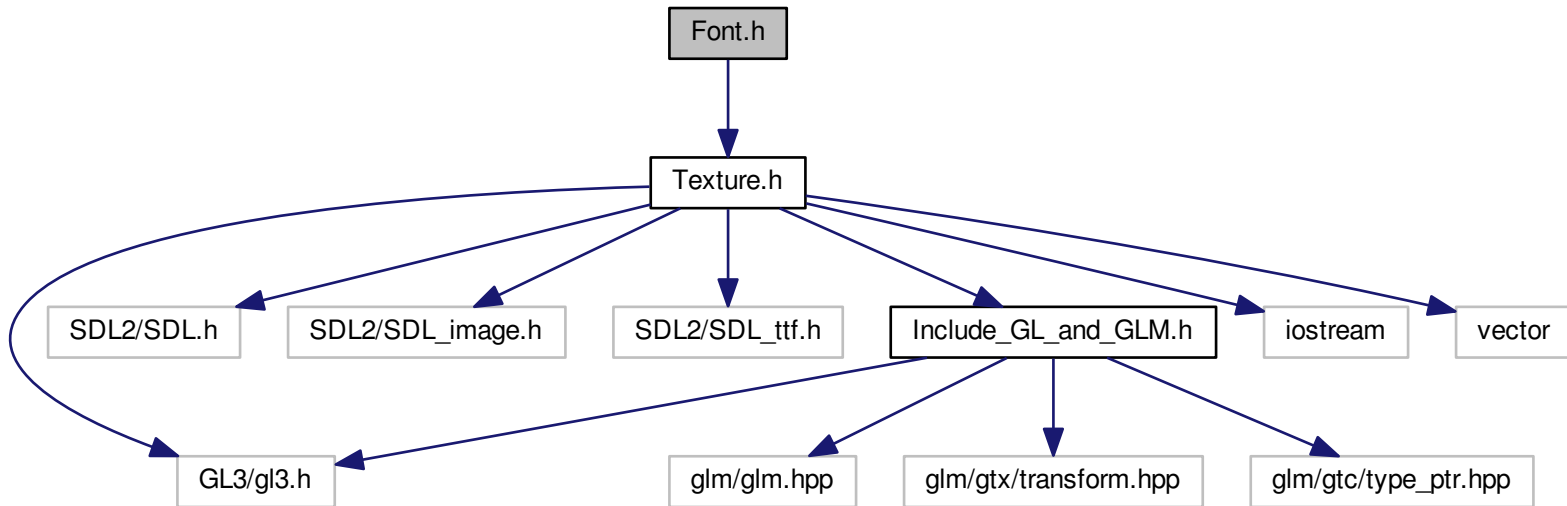 Font.h
Texture.h
SDL2/SDL.h
SDL2/SDL_image.h
SDL2/SDL_ttf.h
Include_GL_and_GLM.h
iostream
vector
GL3/gl3.h
glm/glm.hpp
glm/gtx/transform.hpp
glm/gtc/type_ptr.hpp